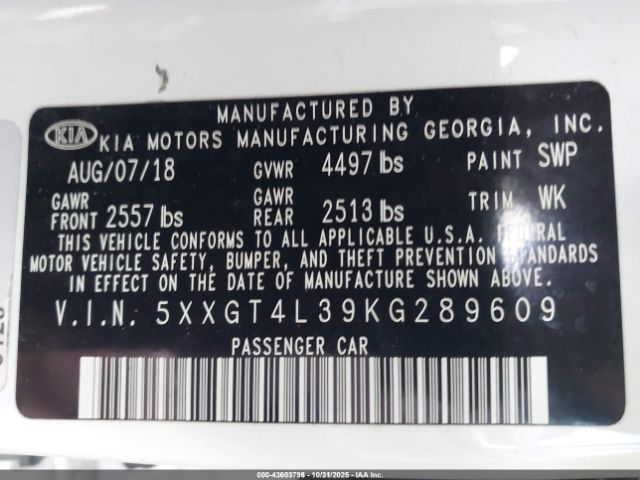 MANUFACTURED BY
KIA KIA MOTORS MANUFACTURING GEORGIA, INC.
AUG/07/18 GVWR 4497 lbs PAINT SWP
GAWR FRONT 2557 lbs GAWR REAR 2513 lbs TRIM WK
THIS VEHICLE CONFORMS TO ALL APPLICABLE U.S.A. FEDERAL
MOTOR VEHICLE SAFETY, BUMPER, AND THEFT PREVENTION STANDARDS
IN EFFECT ON THE DATE OF MANUFACTURE SHOWN ABOVE.
V.I.N. 5XXGT4L39KG289609
PASSENGER CAR
000-43603796 - 10/31/2025 - © IAA Inc.